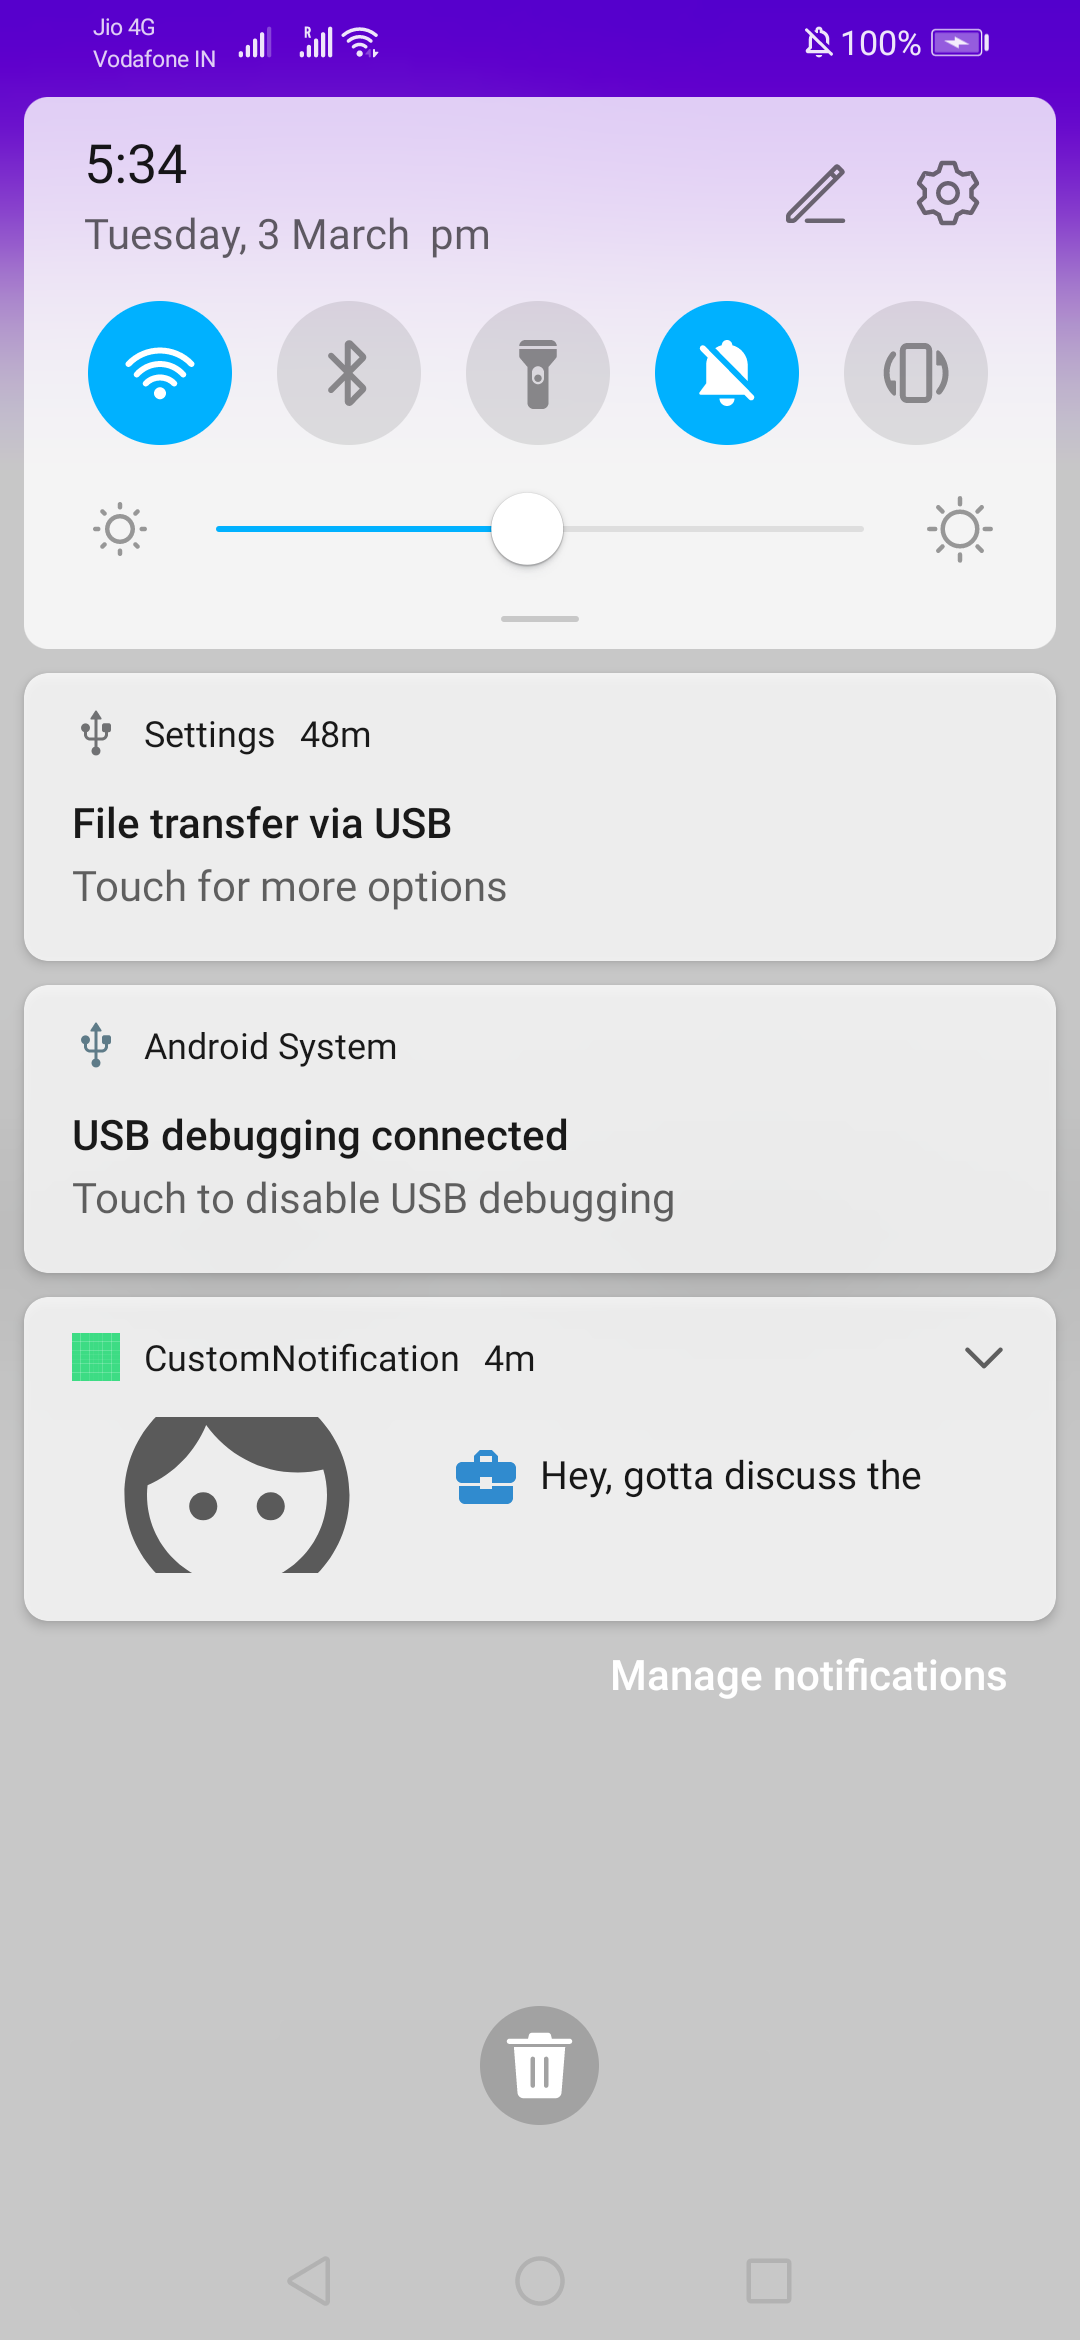 Jio 4G
Vodafone IN
R
100%
5:34
Tuesday, 3 March pm
Settings 48m
File transfer via USB
Touch for more options
Android System
USB debugging connected
Touch to disable USB debugging
CustomNotification 4m
Hey, gotta discuss the
Manage notifications